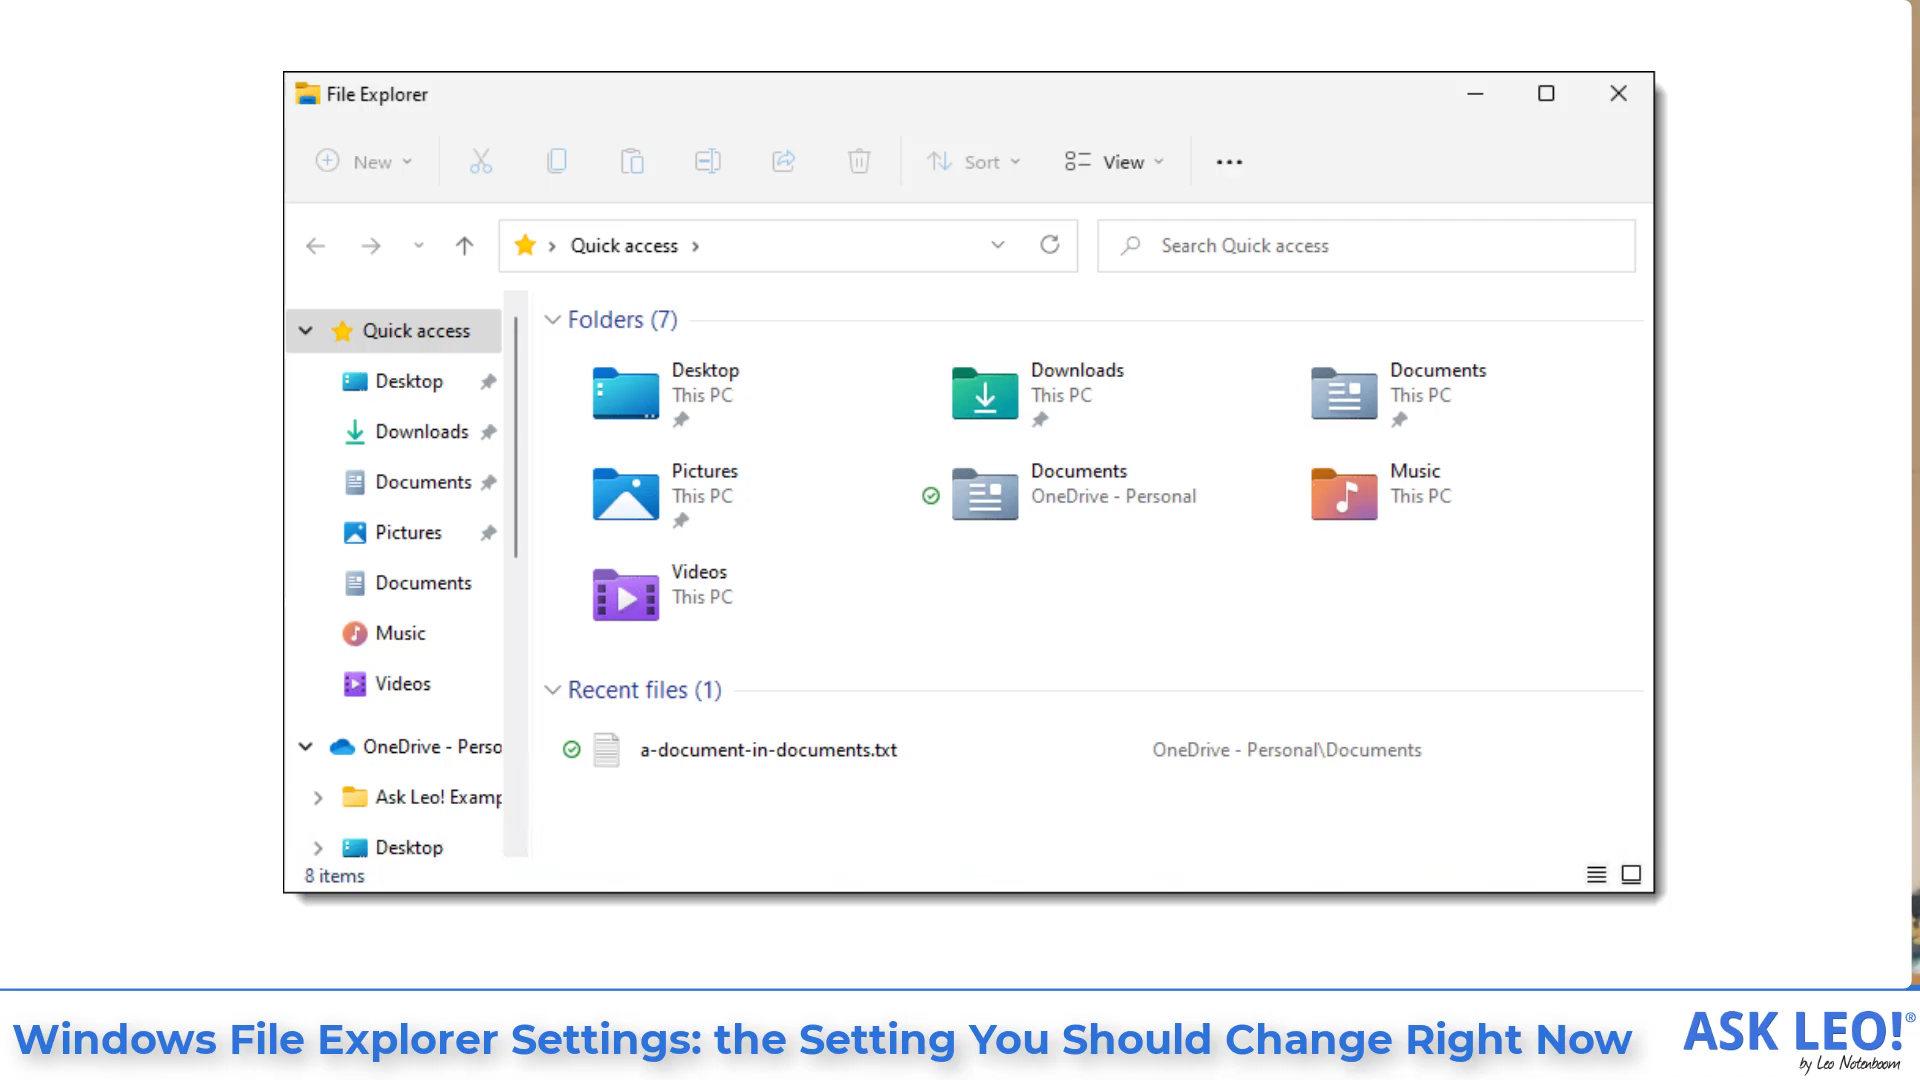 File Explorer
New
Sort
View
Quick access
Search Quick access
Quick access
Desktop
Downloads
Documents
Pictures
Documents
Music
Videos
OneDrive - Perso
Ask Leo! Examp
Desktop
8 items
Folders (7)
Desktop
This PC
Downloads
This PC
Documents
This PC
Pictures
This PC
Documents
OneDrive - Personal
Music
This PC
Videos
This PC
Recent files (1)
a-document-in-documents.txt
OneDrive - Personal\Documents
Windows File Explorer Settings: the Setting You Should Change Right Now
ASK LEO!®
by Leo Notenboom